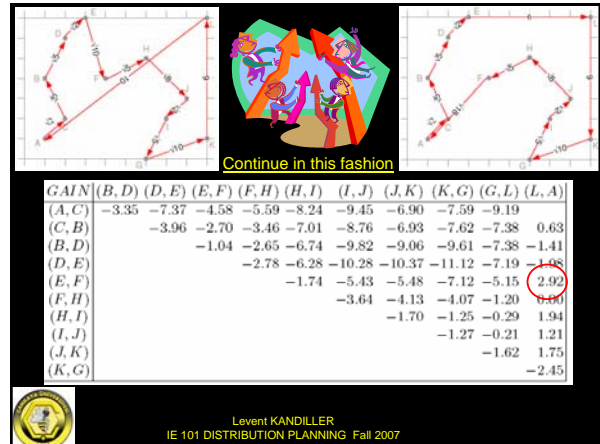 Continue in this fashion
GAIN (B, D) (D, E) (E, F) (F, H) (H, I) (I, J) (J, K) (K, G) (G, L) (L, A)
(A, C) −3.35 −7.37 −4.58 −5.59 −8.24 −9.45 −6.90 −7.59 −9.19
(C, B) −3.96 −2.70 −3.46 −7.01 −8.76 −6.93 −7.62 −7.38 0.63
(B, D) −1.04 −2.65 −6.74 −9.82 −9.06 −9.61 −7.38 −1.41
(D, E) −2.78 −6.28 −10.28 −10.37 −11.12 −7.19 −1.98
(E, F) −1.74 −5.43 −5.48 −7.12 −5.15 2.92
(F, H) −3.64 −4.13 −4.07 −1.20 0.00
(H, I) −1.70 −1.25 −0.29 1.94
(I, J) −1.27 −0.21 1.21
(J, K) −1.62 1.75
(K, G) −2.45
Levent KANDILLER
IE 101 DISTRIBUTION PLANNING Fall 2007